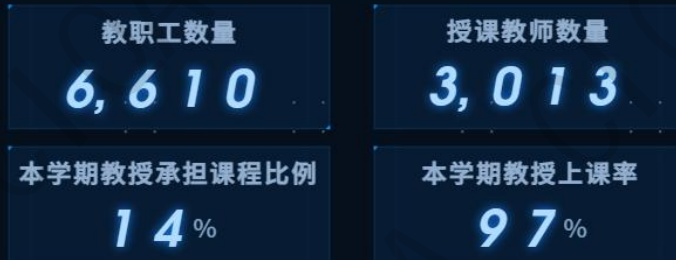 教职工数量
6,610
授课教师数量
3,013
本学期教授承担课程比例
14%
本学期教授上课率
97%